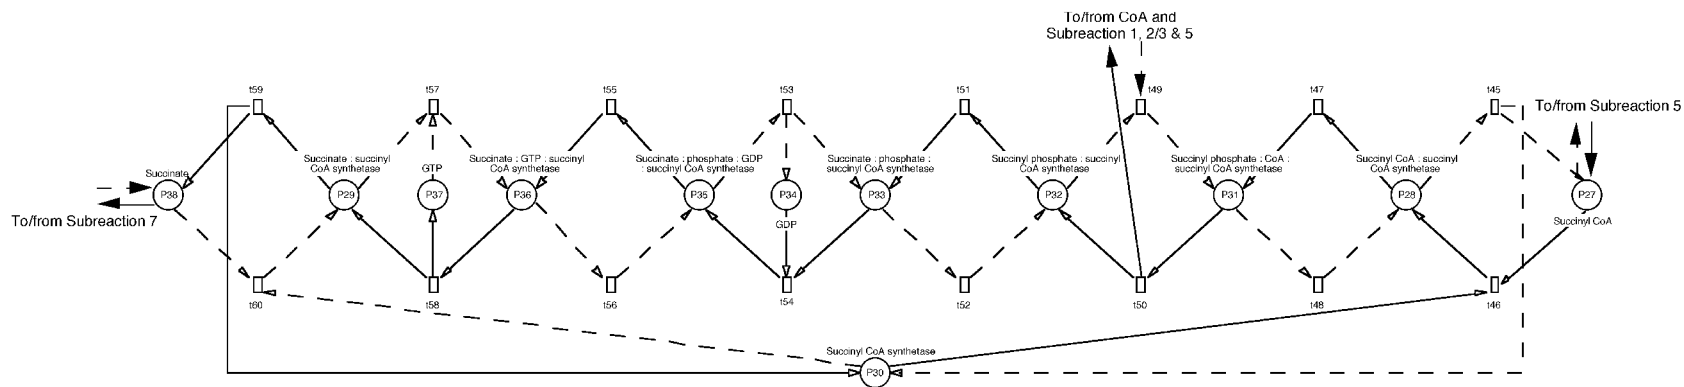 To/from CoA and
Subreaction 1, 2/3 & 5
t59
t57
t55
t53
t51
t49
t47
t45
To/from Subreaction 5
Succinate
Succinate : succinyl
CoA synthetase
GTP
Succinate : GTP : succinyl
CoA synthetase
Succinate : phosphate : GDP
: succinyl CoA synthetase
Succinate : phosphate :
succinyl CoA synthetase
Succinyl phosphate : succinyl
CoA synthetase
Succinyl phosphate : CoA :
succinyl CoA synthetase
Succinyl CoA : succinyl
CoA synthetase
P38
P29
P37
P36
P35
P34
P33
P32
P31
P28
P27
To/from Subreaction 7
GDP
Succinyl CoA
t60
t58
t56
t54
t52
t50
t48
t46
Succinyl CoA synthetase
P30